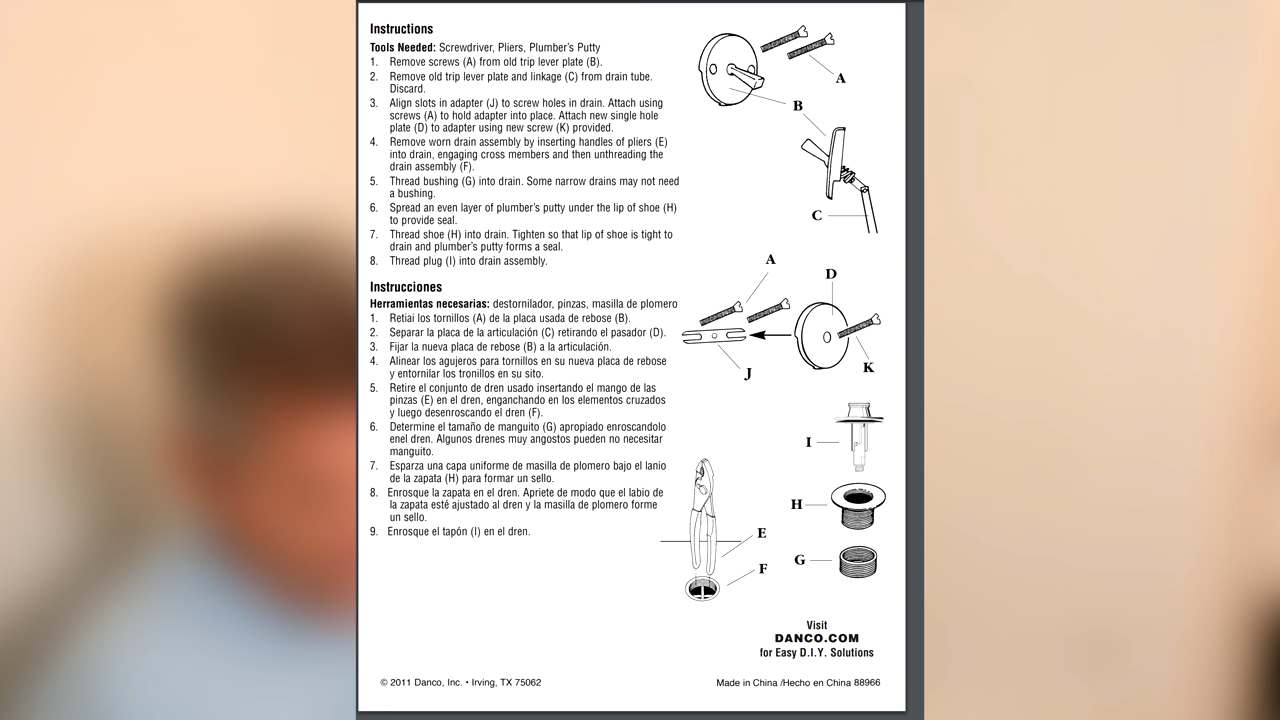 Instructions
Tools Needed: Screwdriver, Pliers, Plumber's Putty
1. Remove screws (A) from old trip lever plate (B).
2. Remove old trip lever plate and linkage (C) from drain tube.
Discard.
3. Align slots in adapter (J) to screw holes in drain. Attach using
screws (A) to hold adapter into place. Attach new single hole
plate (D) to adapter using new screw (K) provided.
4. Remove worn drain assembly by inserting handles of pliers (E)
into drain, engaging cross members and then unthreading the
drain assembly (F).
5. Thread bushing (G) into drain. Some narrow drains may not need
a bushing.
6. Spread an even layer of plumber's putty under the lip of shoe (H)
to provide seal.
7. Thread shoe (H) into drain. Tighten so that lip of shoe is tight to
drain and plumber's putty forms a seal.
8. Thread plug (I) into drain assembly.
Instrucciones
Herramientas necesarias: destornilador, pinzas, masilla de plomero
1. Retiai los tornillos (A) de la placa usada de rebose (B).
2. Separar la placa de la articulación (C) retirando el pasador (D).
3. Fijar la nueva placa de rebose (B) a la articulación.
4. Alinear los agujeros para tornillos en su nueva placa de rebose
y entornilar los tronillos en su sito.
5. Retire el conjunto de dren usado insertando el mango de las
pinzas (E) en el dren, enganchando en los elementos cruzados
y luego desenroscando el dren (F).
6. Determine el tamaño de manguito (G) apropiado enroscandolo
enel dren. Algunos drenes muy angostos pueden no necesitar
manguito.
7. Esparza una capa uniforme de masilla de plomero bajo el lanio
de la zapata (H) para formar un sello.
8. Enrosque la zapata en el dren. Apriete de modo que el labio de
la zapata esté ajustado al dren y la masilla de plomero forme
un sello.
9. Enrosque el tapón (I) en el dren.
A
B
C
A
D
J
K
I
H
G
E
F
Visit
DANCO.COM
for Easy D.I.Y. Solutions
© 2011 Danco, Inc. • Irving, TX 75062
Made in China /Hecho en China 88966